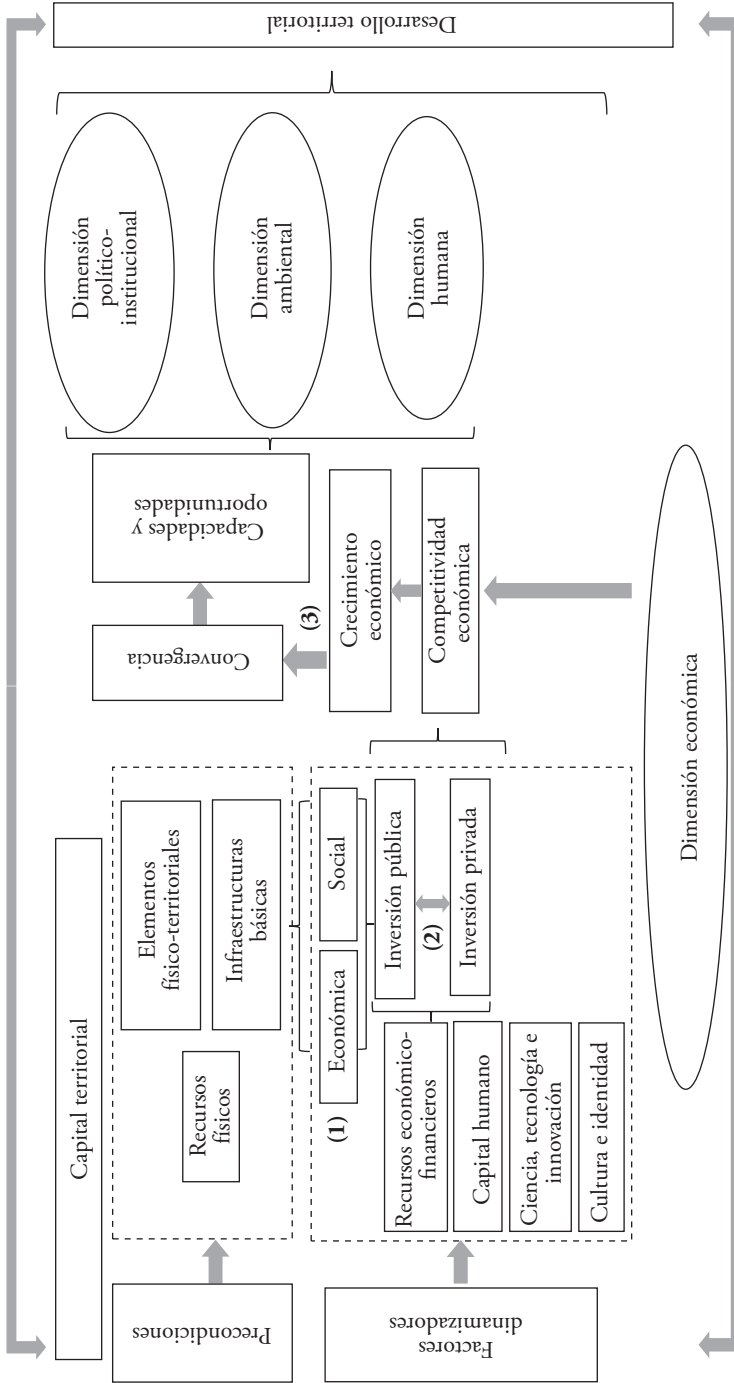 Capital territorial
Precondiciones
Recursos
físicos
Elementos
físico-territoriales
Infraestructuras
básicas
Factores
dinamizadores
(1)
Económica
Social
Recursos económico-
financieros
Capital humano
Ciencia, tecnología e
innovación
Cultura e identidad
Inversión pública
(2)
Inversión privada
Convergencia
(3)
Crecimiento
económico
Competitividad
económica
Capacidades y
oportunidades
Dimensión
político-
institucional
Dimensión
ambiental
Dimensión
humana
Desarrollo territorial
Dimensión económica